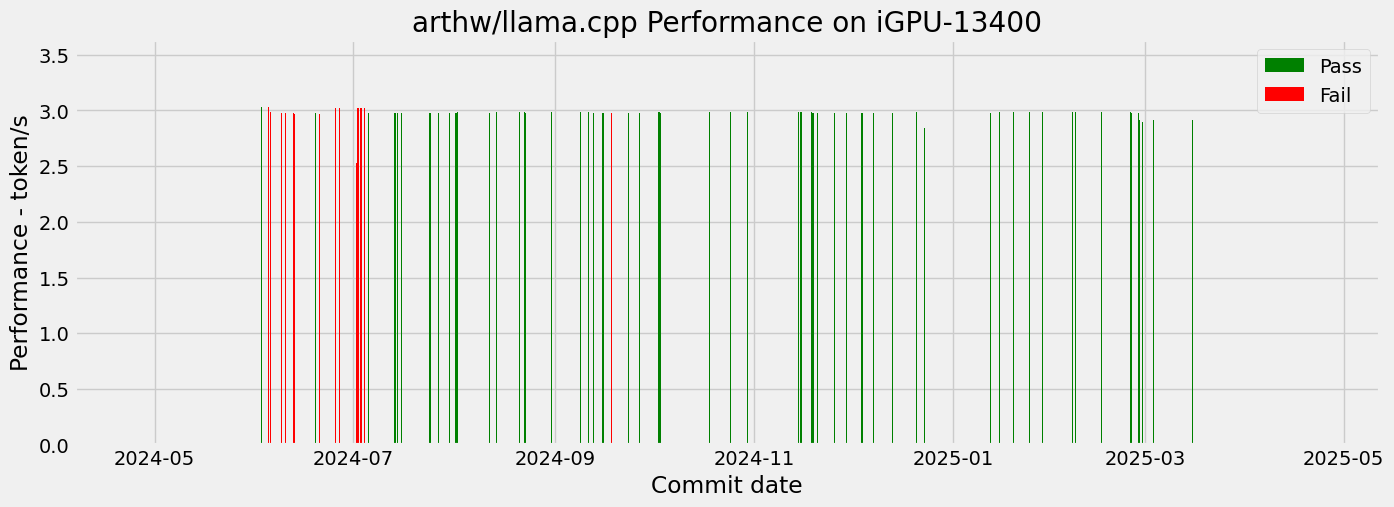 arthw/llama.cpp Performance on iGPU-13400
Performance - token/s
3.5
3.0
2.5
2.0
1.5
1.0
0.5
0.0
Pass
Fail
2024-05 2024-07 2024-09 2024-11 2025-01 2025-03 2025-05
Commit date